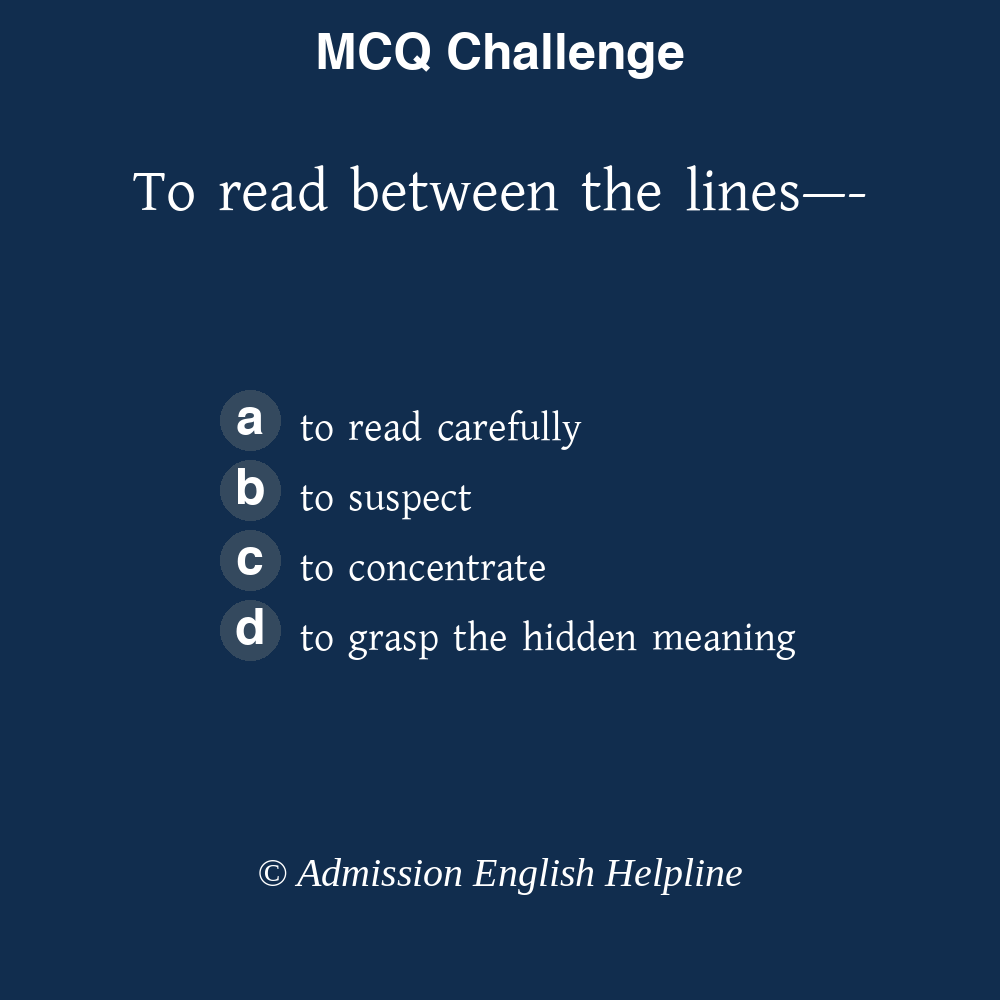 MCQ Challenge
To read between the lines—-
a to read carefully
b to suspect
c to concentrate
d to grasp the hidden meaning
© Admission English Helpline